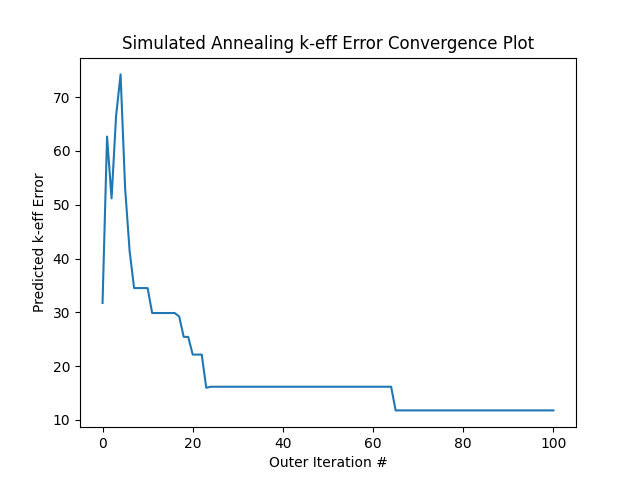 Simulated Annealing k-eff Error Convergence Plot
Predicted k-eff Error
70
60
50
40
30
20
10
0 20 40 60 80 100
Outer Iteration #